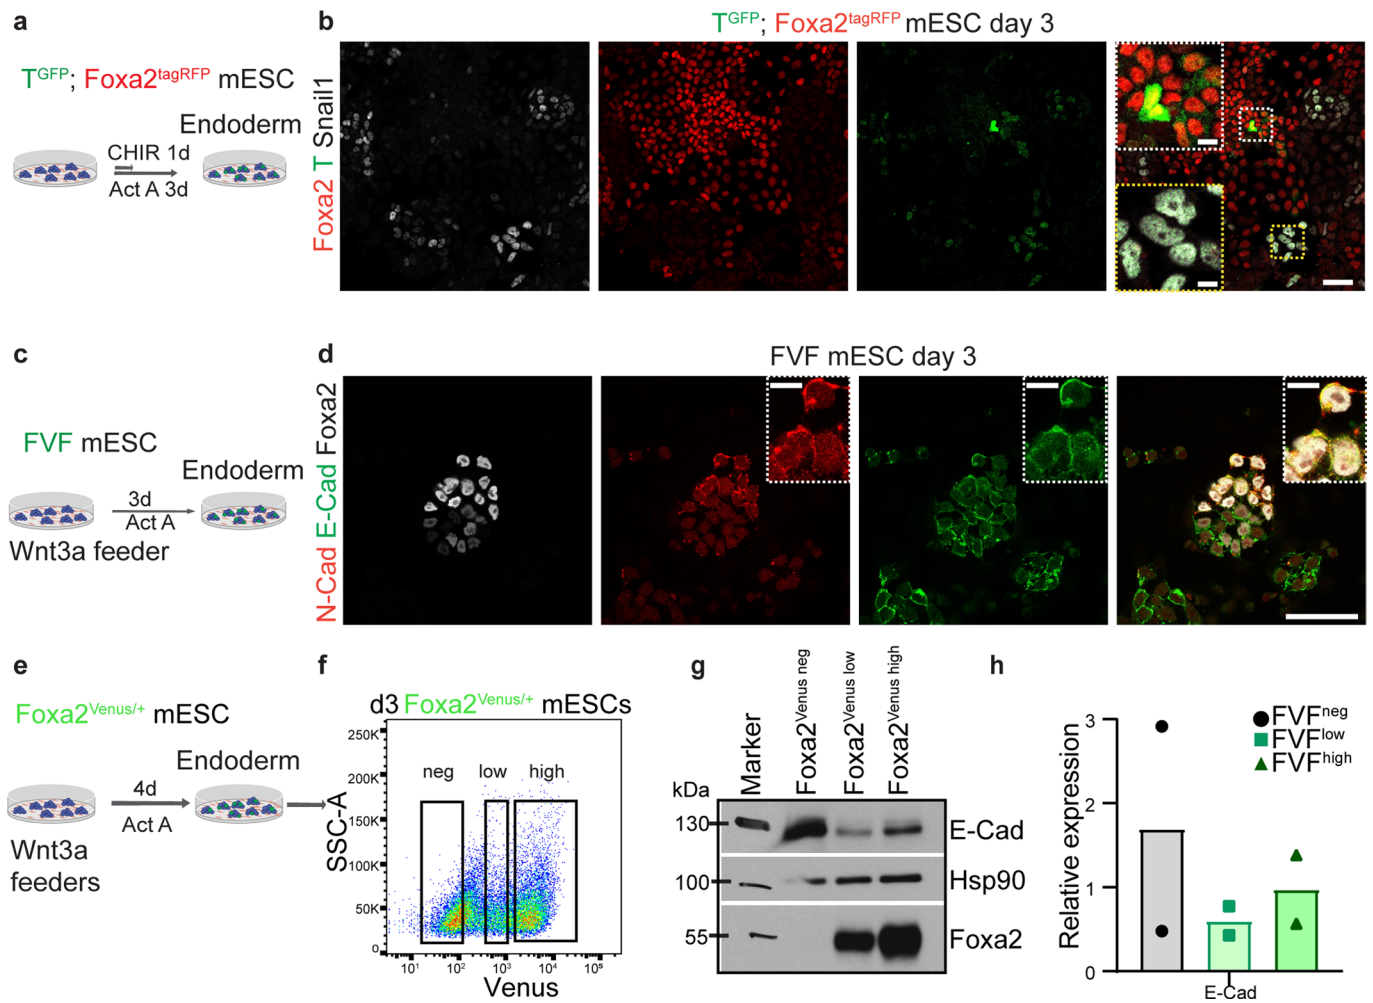 a
T^GFP; Foxa2^tagRFP mESC
Endoderm
CHIR 1d
Act A 3d
b
T^GFP; Foxa2^tagRFP mESC day 3
Foxa2 T Snail1
c
FVF mESC
Endoderm
3d
Act A
Wnt3a feeder
d
FVF mESC day 3
N-Cad E-Cad Foxa2
e
Foxa2^Venus/+ mESC
Endoderm
4d
Act A
Wnt3a
feeders
f
d3 Foxa2^Venus/+ mESCs
250K
200K
150K
100K
50K
0
SSC-A
neg low high
10^1 10^2 10^3 10^4 10^5
Venus
g
Marker
Foxa2^Venus neg
Foxa2^Venus low
Foxa2^Venus high
kDa
130
E-Cad
100
Hsp90
55
Foxa2
h
FVF^neg
FVF^low
FVF^high
Relative expression
3
2
1
0
E-Cad